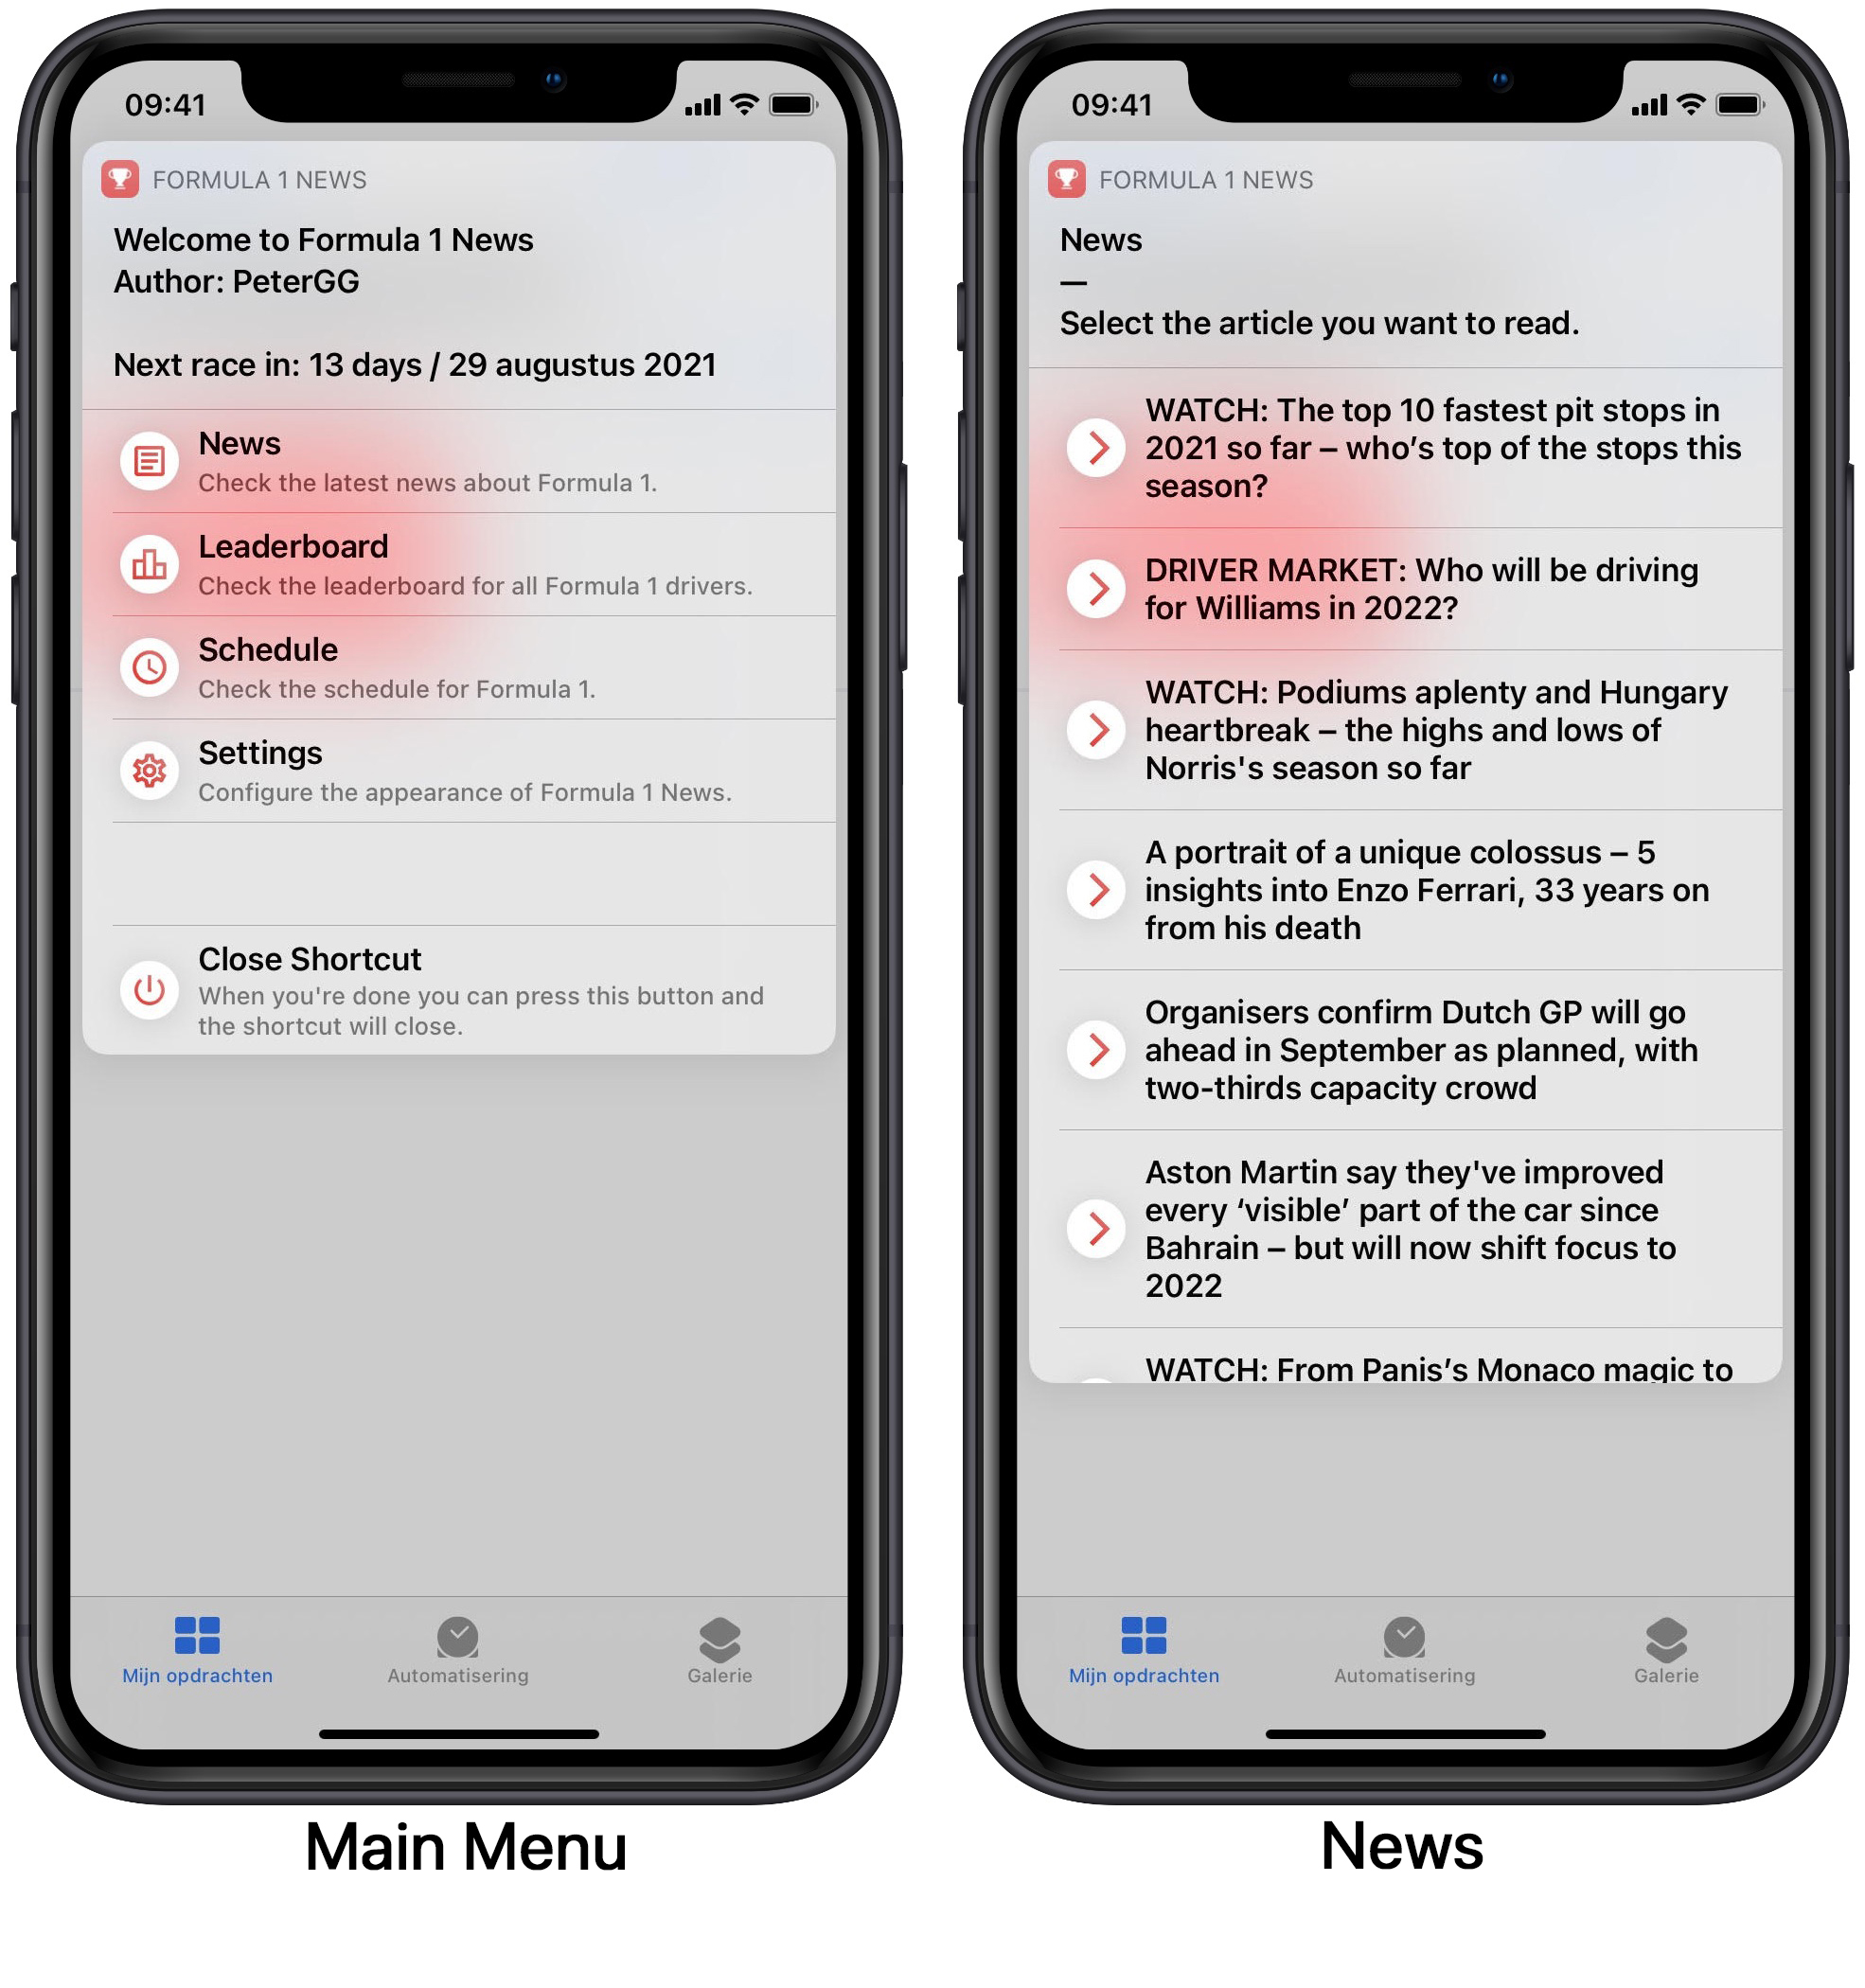 09:41
FORMULA 1 NEWS
Welcome to Formula 1 News
Author: PeterGG
Next race in: 13 days / 29 augustus 2021
News
Check the latest news about Formula 1.
Leaderboard
Check the leaderboard for all Formula 1 drivers.
Schedule
Check the schedule for Formula 1.
Settings
Configure the appearance of Formula 1 News.
Close Shortcut
When you're done you can press this button and
the shortcut will close.
Mijn opdrachten
Automatisering
Galerie
Main Menu
09:41
FORMULA 1 NEWS
News
—
Select the article you want to read.
WATCH: The top 10 fastest pit stops in
2021 so far – who’s top of the stops this
season?
DRIVER MARKET: Who will be driving
for Williams in 2022?
WATCH: Podiums aplenty and Hungary
heartbreak – the highs and lows of
Norris's season so far
A portrait of a unique colossus – 5
insights into Enzo Ferrari, 33 years on
from his death
Organisers confirm Dutch GP will go
ahead in September as planned, with
two-thirds capacity crowd
Aston Martin say they've improved
every ‘visible’ part of the car since
Bahrain – but will now shift focus to
2022
WATCH: From Panis’s Monaco magic to
Mijn opdrachten
Automatisering
Galerie
News